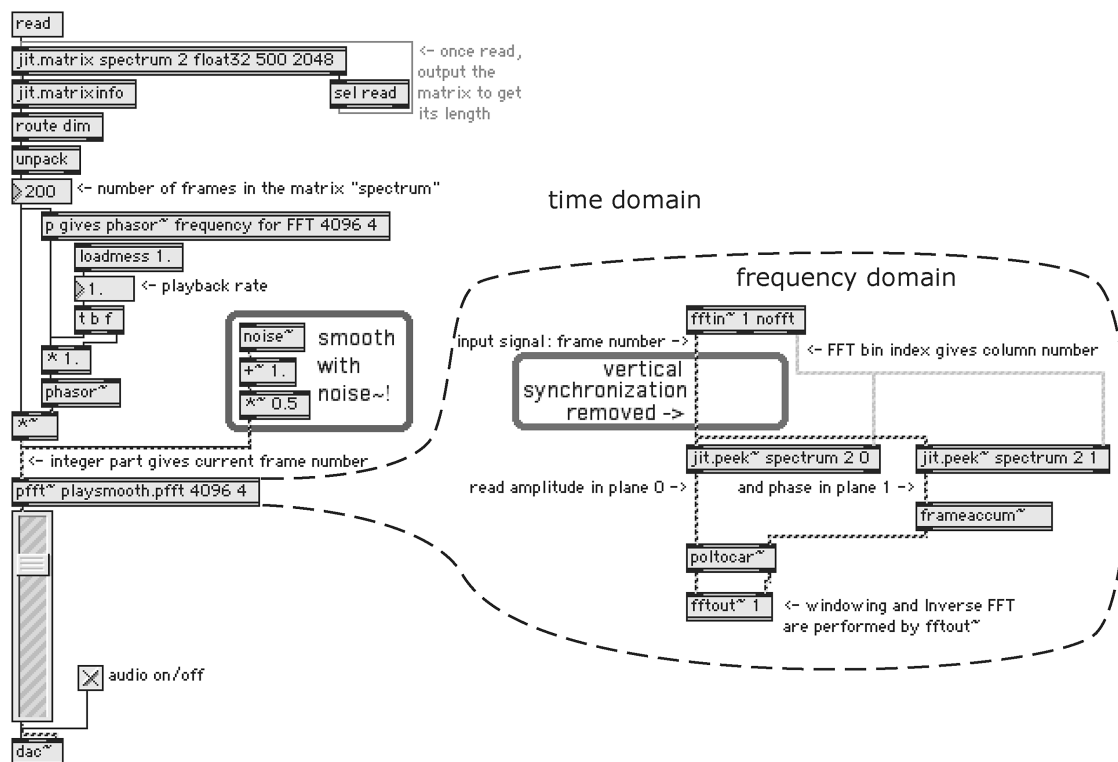 read
jit.matrix spectrum 2 float32 500 2048
<- once read,
output the
matrix to get
its length
jit.matrixinfo
sel read
route dim
unpack
200
<- number of frames in the matrix "spectrum"
p gives phasor~ frequency for FFT 4096 4
loadmess 1.
1.
<- playback rate
t b f
* 1.
phasor~
*~
noise~
+~ 1.
*~ 0.5
smooth
with
noise~!
<- integer part gives current frame number
pfft~ playsmooth.pfft 4096 4
audio on/off
dac~
time domain
frequency domain
fftin~ 1 nofft
input signal: frame number ->
<- FFT bin index gives column number
vertical
synchronization
removed ->
jit.peek~ spectrum 2 0
jit.peek~ spectrum 2 1
read amplitude in plane 0 ->
and phase in plane 1 ->
frameaccum~
poltocar~
fftout~ 1
<- windowing and Inverse FFT
are performed by fftout~